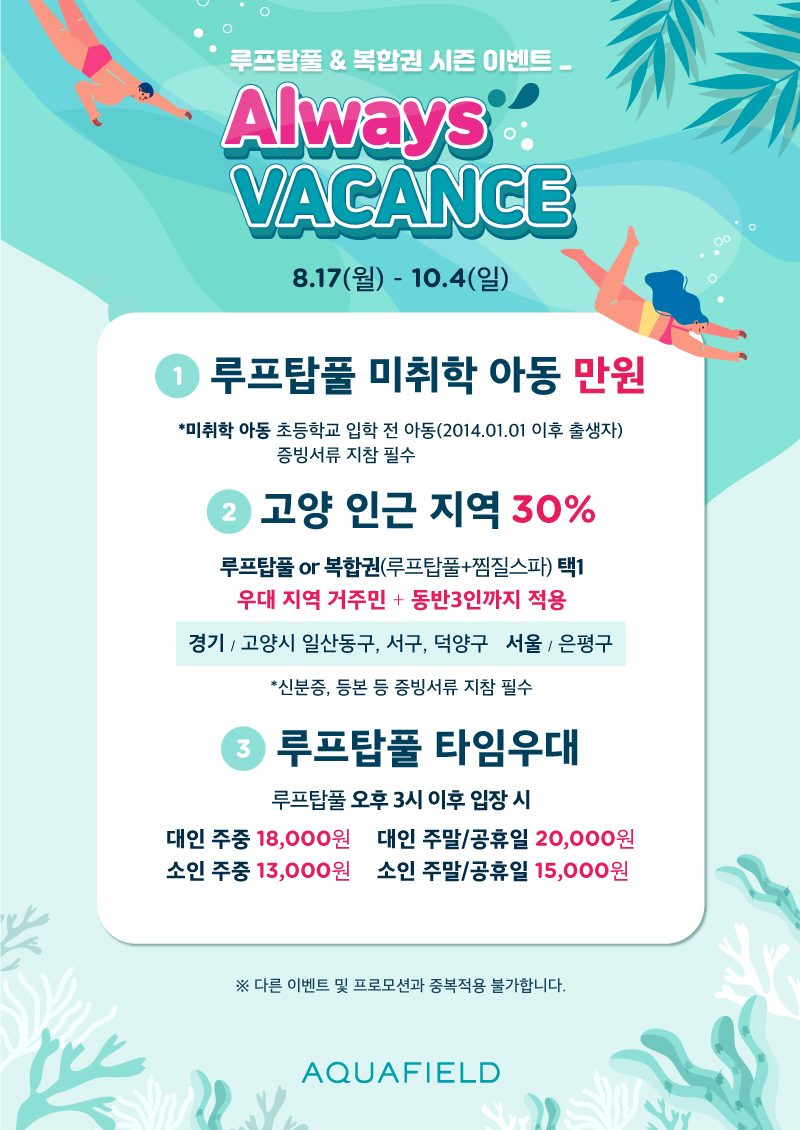 루프탑풀 & 복합권 시즌 이벤트 _
Always
VACANCE
8.17(월) - 10.4(일)
1 루프탑풀 미취학 아동 만원
*미취학 아동 초등학교 입학 전 아동(2014.01.01 이후 출생자)
증빙서류 지참 필수
2 고양 인근 지역 30%
루프탑풀 or 복합권(루프탑풀+찜질스파) 택1
우대 지역 거주민 + 동반3인까지 적용
경기 / 고양시 일산동구, 서구, 덕양구 서울 / 은평구
*신분증, 등본 등 증빙서류 지참 필수
3 루프탑풀 타임우대
루프탑풀 오후 3시 이후 입장 시
대인 주중 18,000원 대인 주말/공휴일 20,000원
소인 주중 13,000원 소인 주말/공휴일 15,000원
※ 다른 이벤트 및 프로모션과 중복적용 불가합니다.
AQUAFIELD